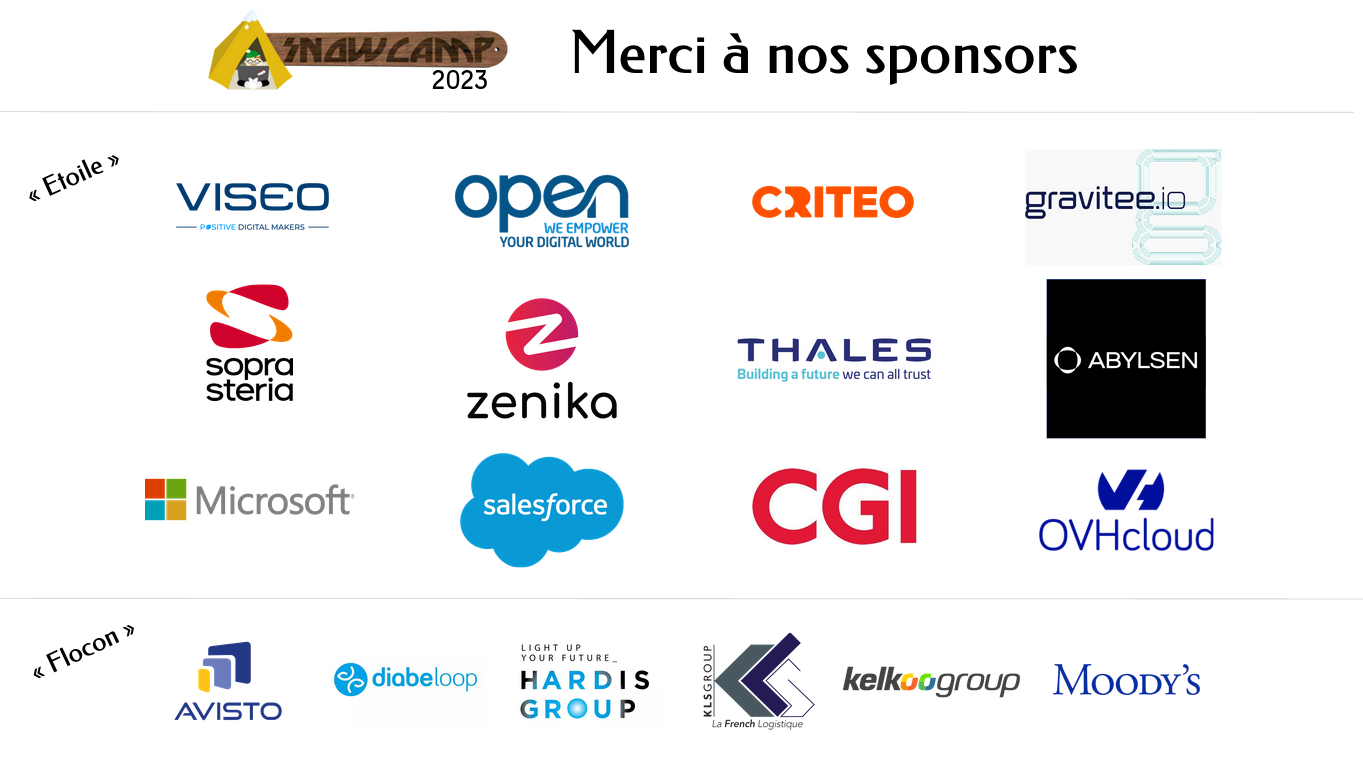 SNOWCAMP
2023
Merci à nos sponsors
« Etoile »
VISEO
POSITIVE DIGITAL MAKERS
open
WE EMPOWER
YOUR DIGITAL WORLD
CRITEO
gravitee.io
sopra
steria
zenika
THALES
Building a future we can all trust
ABYLSEN
Microsoft
salesforce
CGI
OVHcloud
« Flocon »
AVISTO
diabeloop
LIGHT UP
YOUR FUTURE_
HARDIS
GROUP
KLSGROUP
La French Logistique
kelkoogroup
MOODY'S